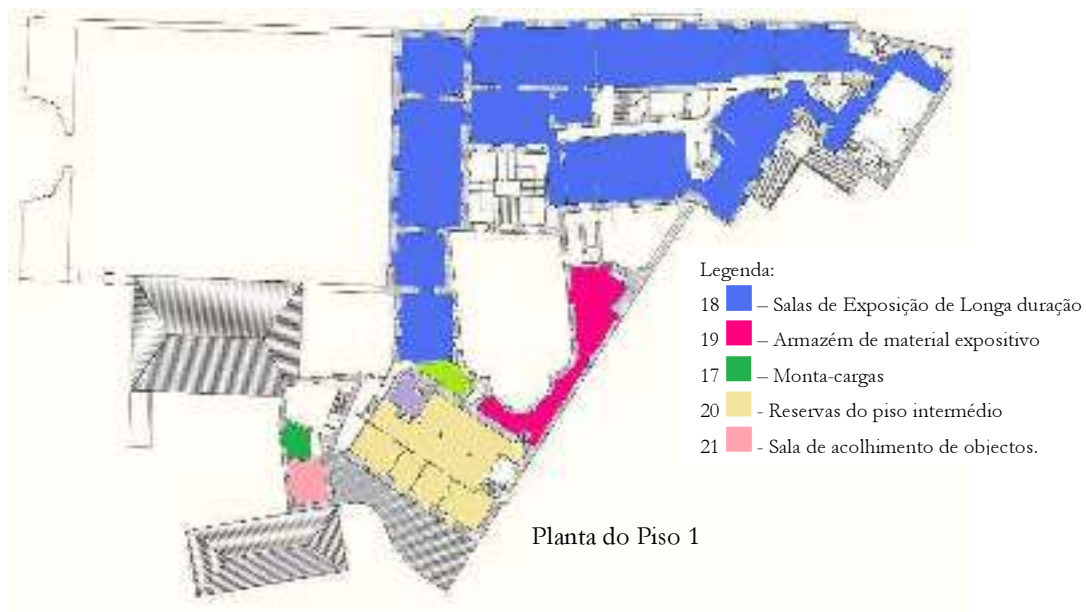 Legenda:
18 – Salas de Exposição de Longa duração
19 – Armazém de material expositivo
17 – Monta-cargas
20 - Reservas do piso intermédio
21 - Sala de acolhimento de objectos.
Planta do Piso 1